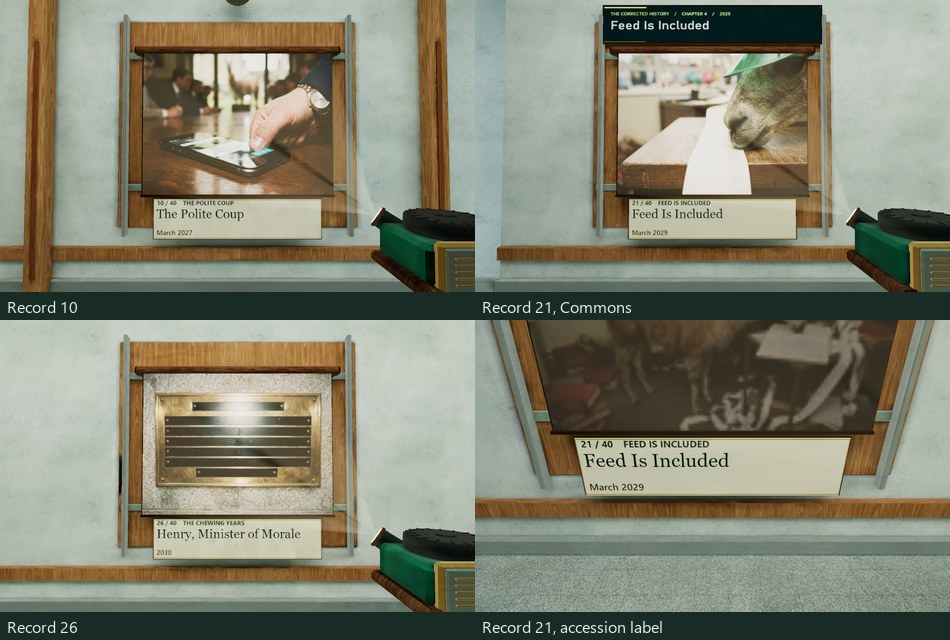 10 / 40 THE POLITE COUP
The Polite Coup
March 2027
Record 10
THE CORRECTED HISTORY / CHAPTER 4 / 2029
Feed Is Included
21 / 40 FEED IS INCLUDED
Feed Is Included
March 2029
Record 21, Commons
26 / 40 THE CHEWING YEARS
Henry, Minister of Morale
2030
Record 26
21 / 40 FEED IS INCLUDED
Feed Is Included
March 2029
Record 21, accession label